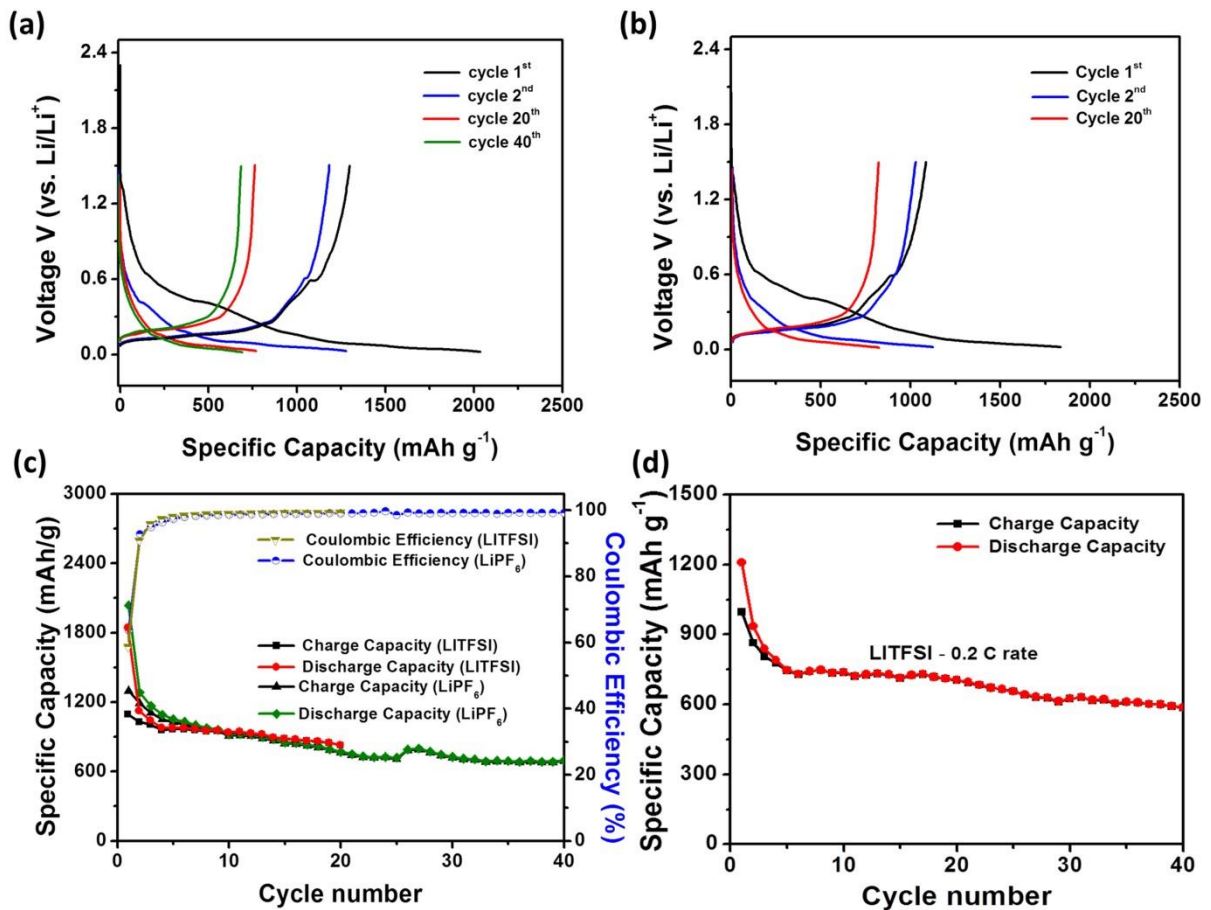 (a)
2.4
1.8
1.2
0.6
0.0
Voltage V (vs. Li/Li⁺)
cycle 1ˢᵗ
cycle 2ⁿᵈ
cycle 20ᵗʰ
cycle 40ᵗʰ
0 500 1000 1500 2000 2500
Specific Capacity (mAh g⁻¹)
(b)
2.4
1.8
1.2
0.6
0.0
Voltage V (vs. Li/Li⁺)
Cycle 1ˢᵗ
Cycle 2ⁿᵈ
Cycle 20ᵗʰ
0 500 1000 1500 2000 2500
Specific Capacity (mAh g⁻¹)
(c)
3000
2400
1800
1200
600
0
Specific Capacity (mAh/g)
Coulombic Efficiency (LITFSI)
Coulombic Efficiency (LiPF₆)
Charge Capacity (LITFSI)
Discharge Capacity (LITFSI)
Charge Capacity (LiPF₆)
Discharge Capacity (LiPF₆)
100
80
60
40
20
0
Coulombic Efficiency (%)
0 10 20 30 40
Cycle number
(d)
1500
1200
900
600
300
0
Specific Capacity (mAh g⁻¹)
Charge Capacity
Discharge Capacity
LITFSI - 0.2 C rate
0 10 20 30 40
Cycle number